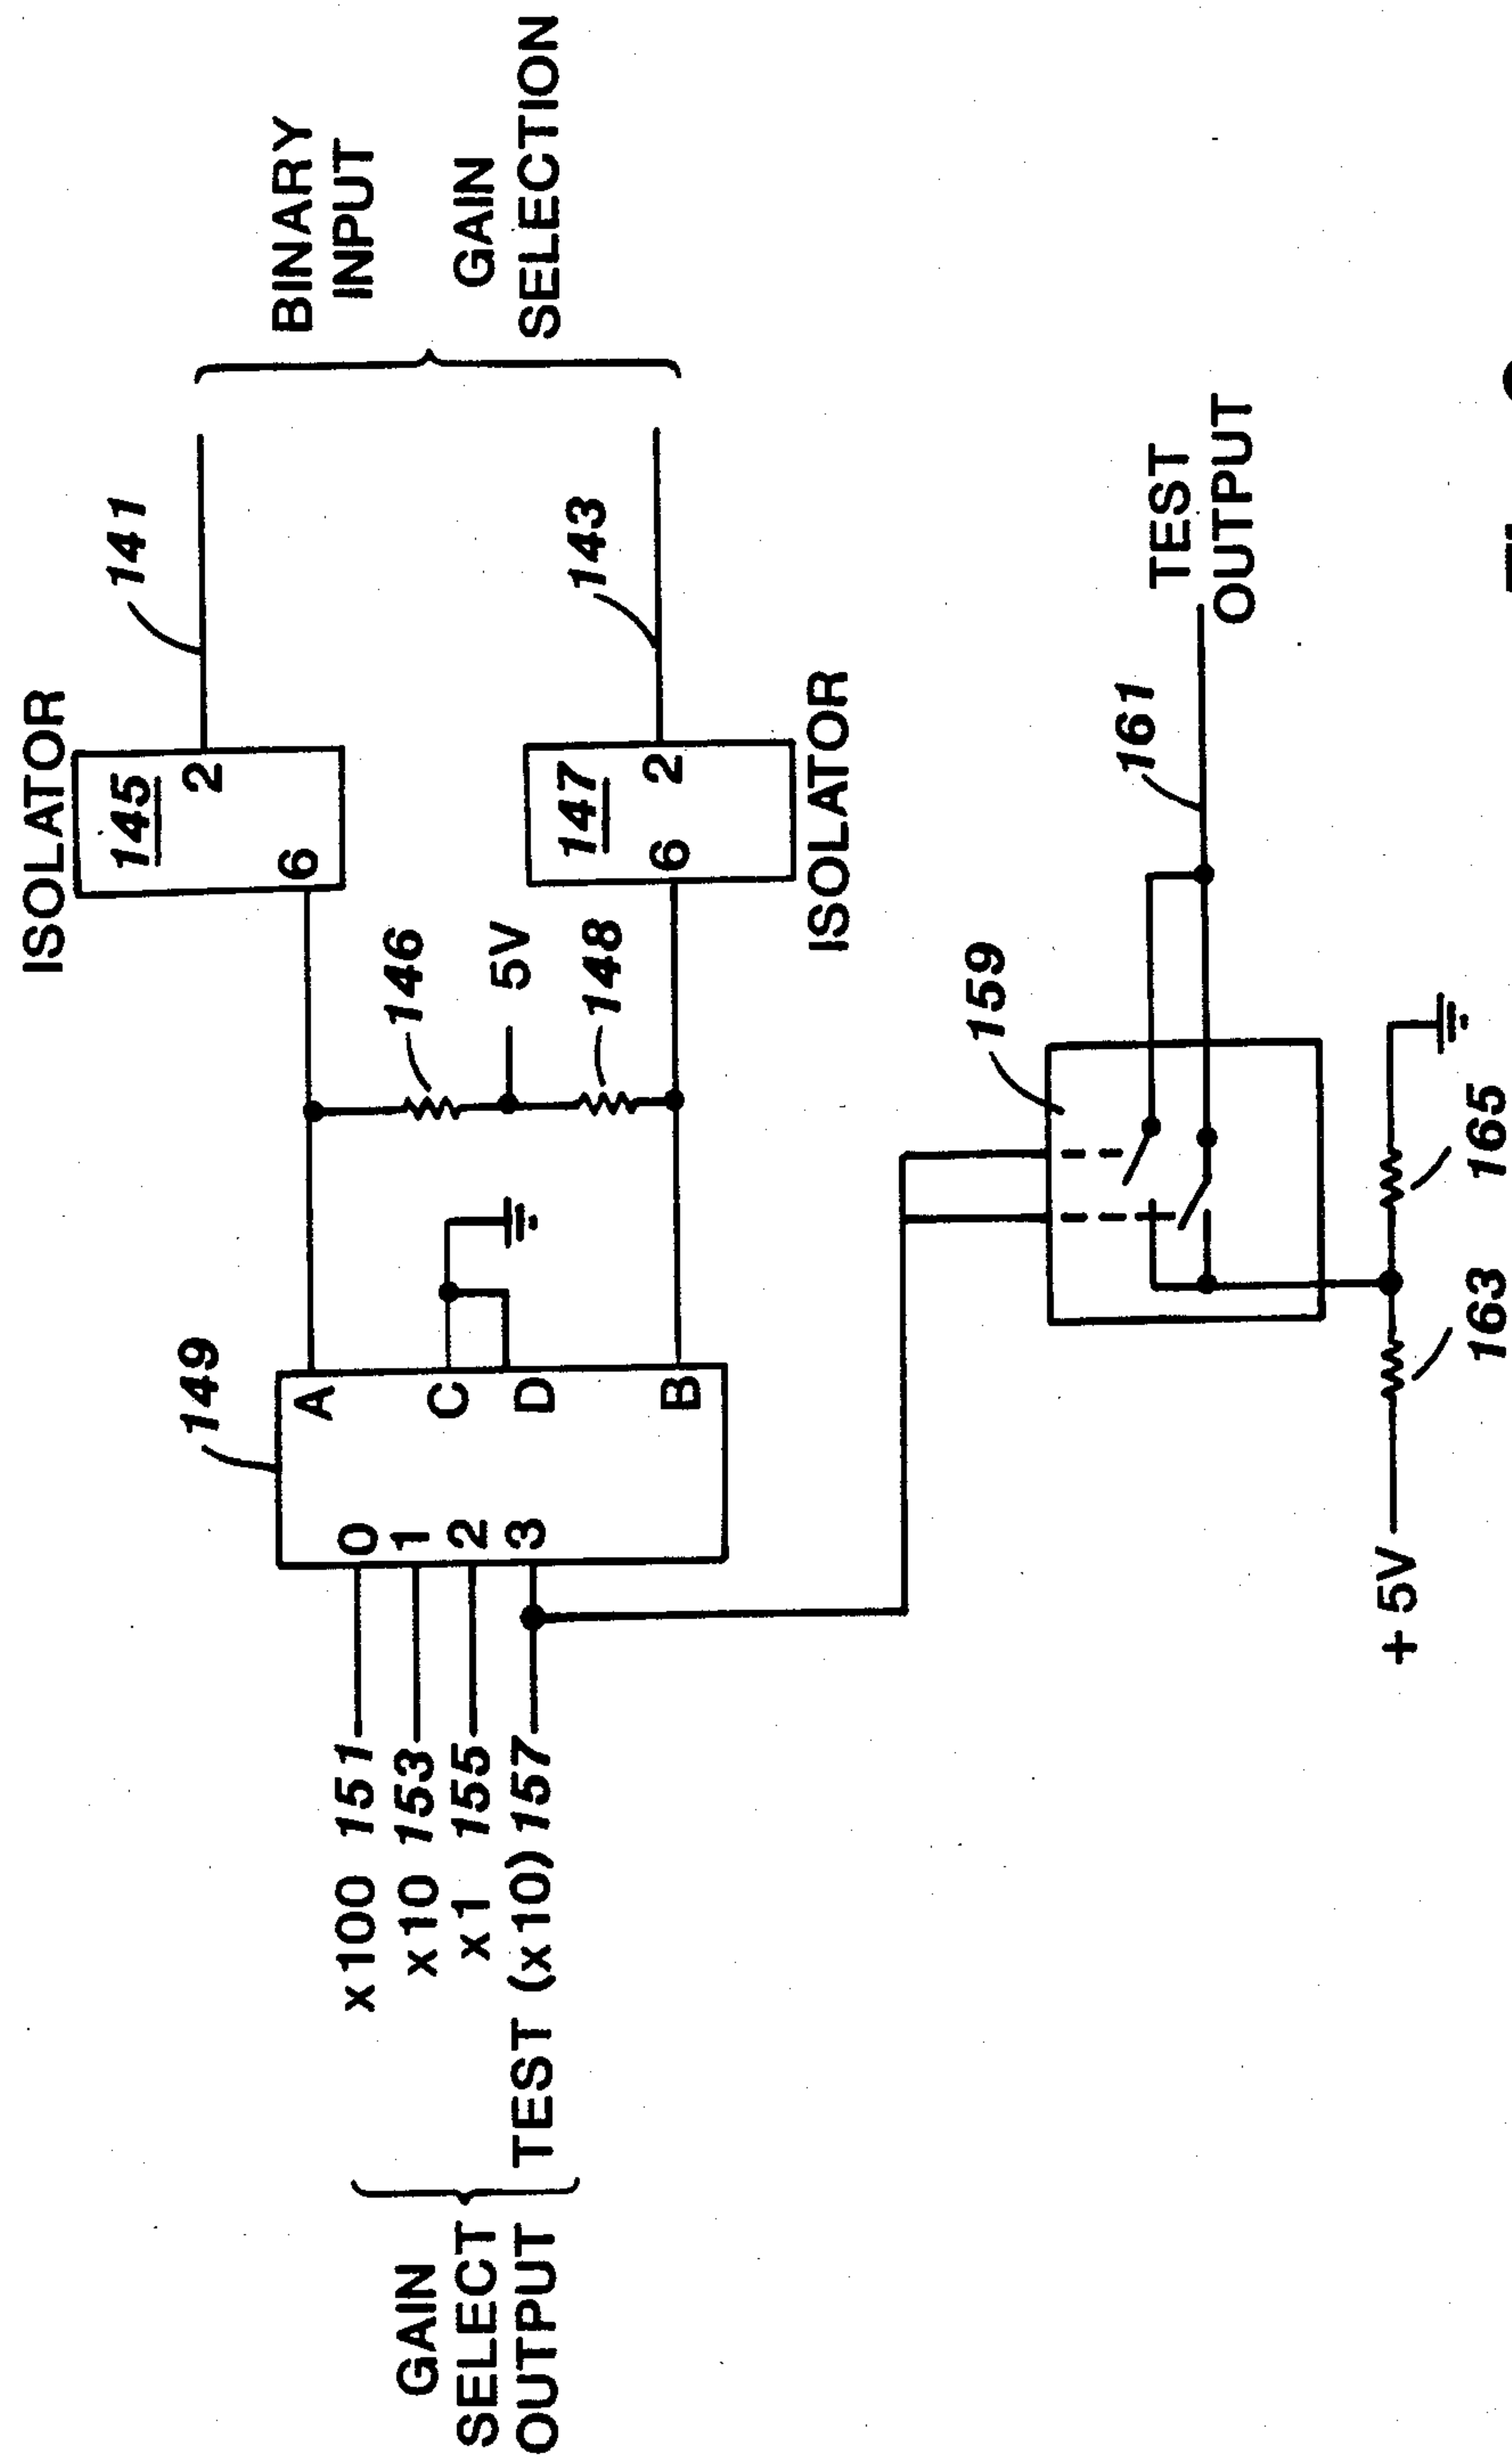 ISOLATOR
145
2
6
141
BINARY
INPUT
GAIN
SELECTION
143
147
2
6
ISOLATOR
146
5V
148
149
A
C
D
B
0
1
2
3
x100 151
x10 153
x1 155
TEST (x10) 157
GAIN
SELECT
OUTPUT
159
161
TEST
OUTPUT
+ 5V
163
165